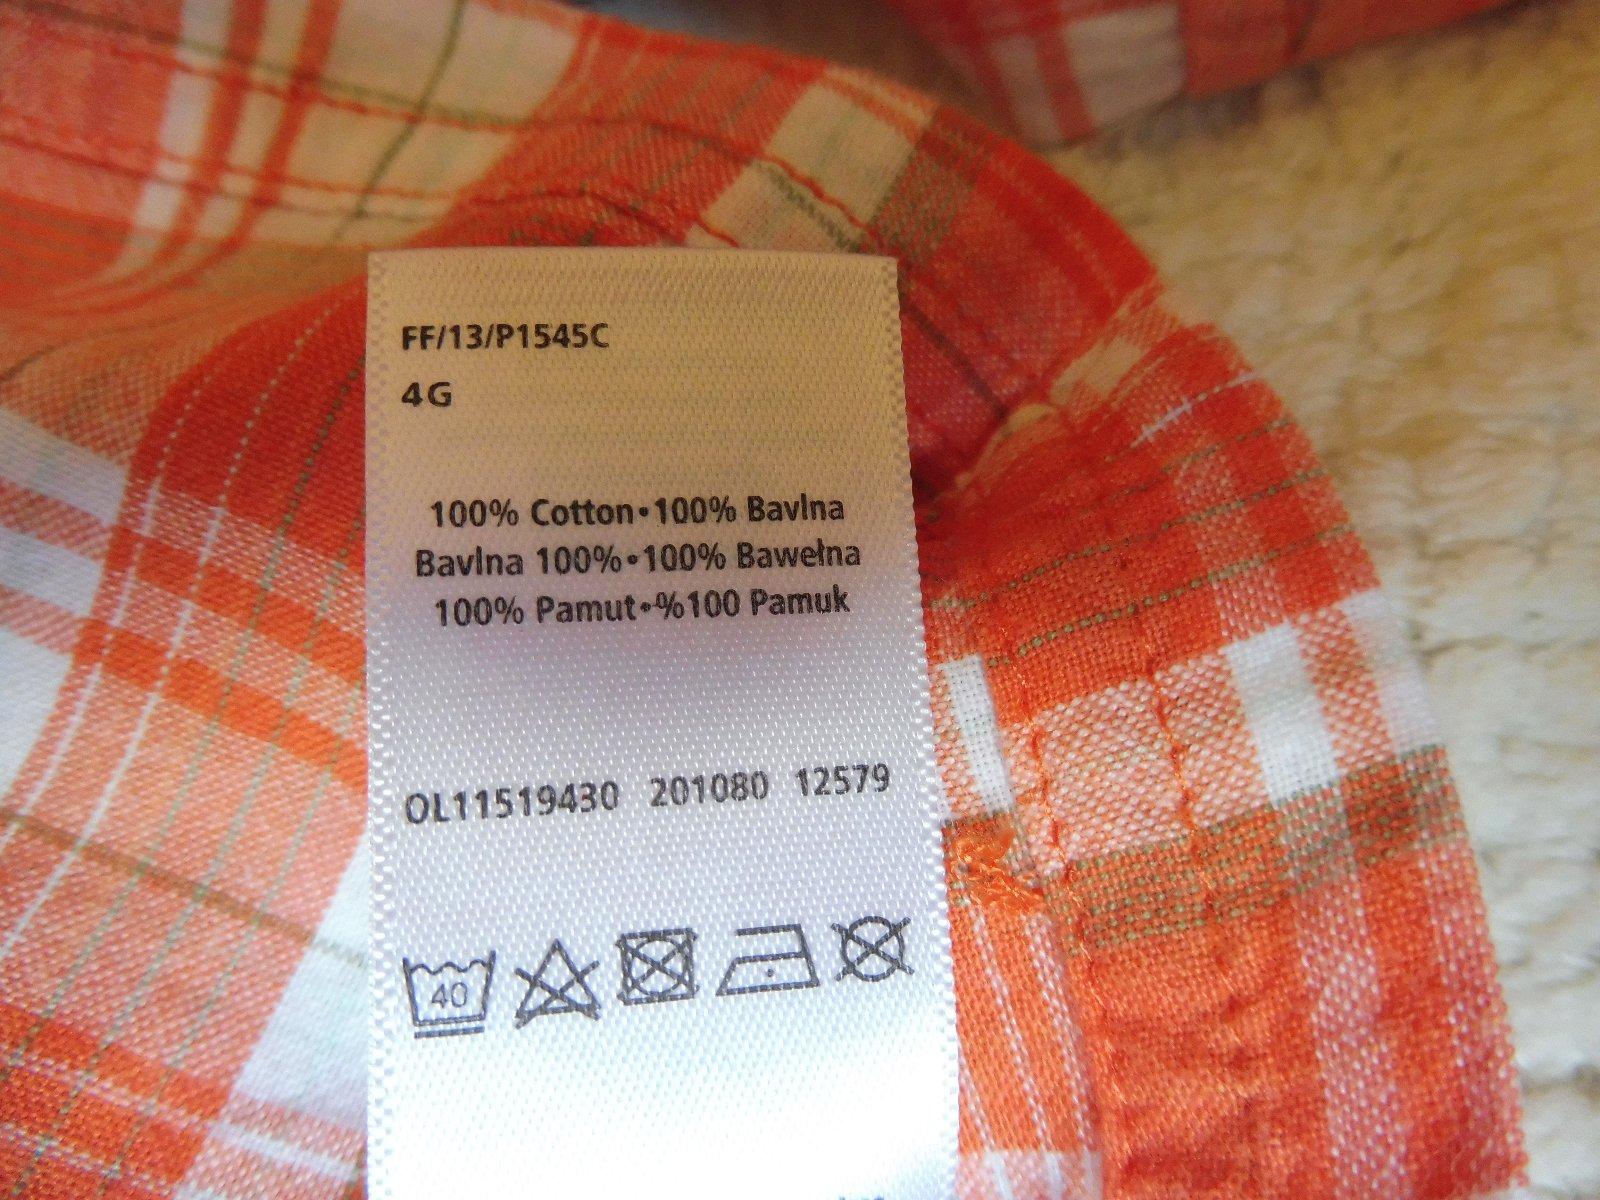 FF/13/P1545C
4G
100% Cotton•100% Bavlna
Bavlna 100%•100% Bawełna
100% Pamut•%100 Pamuk
OL11519430 201080 12579
40